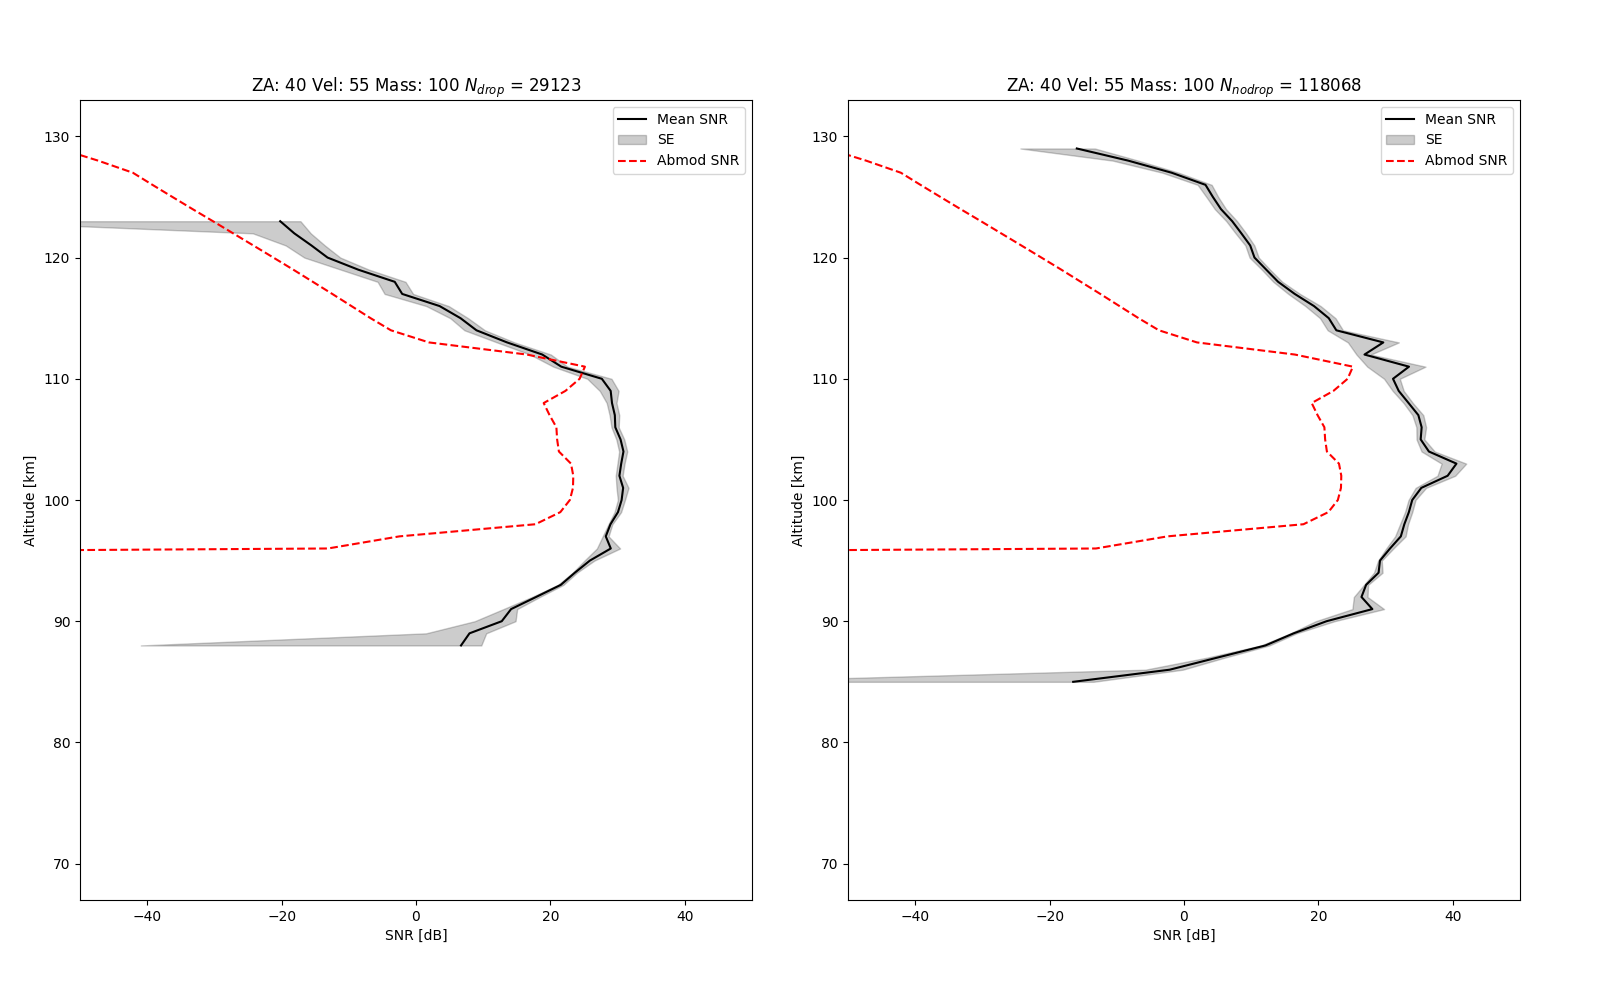 ZA: 40 Vel: 55 Mass: 100 N_drop = 29123
Mean SNR
SE
Abmod SNR
130
120
110
100
90
80
70
Altitude [km]
−40
−20
0
20
40
SNR [dB]
ZA: 40 Vel: 55 Mass: 100 N_nodrop = 118068
Mean SNR
SE
Abmod SNR
130
120
110
100
90
80
70
Altitude [km]
−40
−20
0
20
40
SNR [dB]